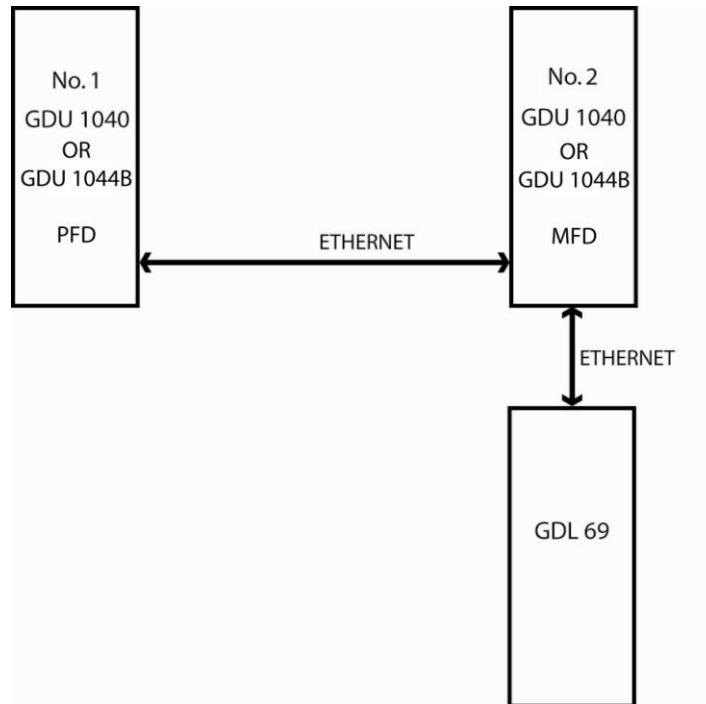 No. 1
GDU 1040
OR
GDU 1044B
PFD
ETHERNET
No. 2
GDU 1040
OR
GDU 1044B
MFD
ETHERNET
GDL 69